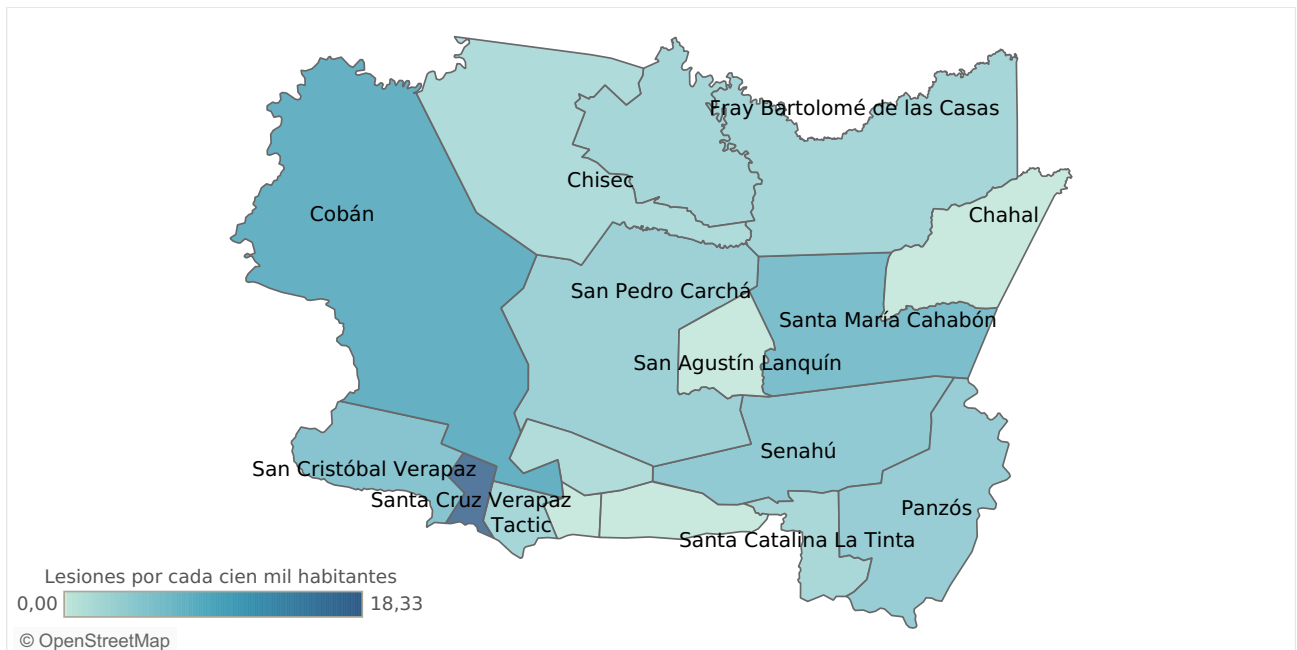 Fray Bartolomé de las Casas
Chisec
Cobán
Chahal
San Pedro Carchá
Santa María Cahabón
San Agustín Lanquín
Senahú
San Cristóbal Verapaz
Santa Cruz Verapaz
Panzós
Tactic
Santa Catalina La Tinta
Lesiones por cada cien mil habitantes
0,00 18,33
© OpenStreetMap